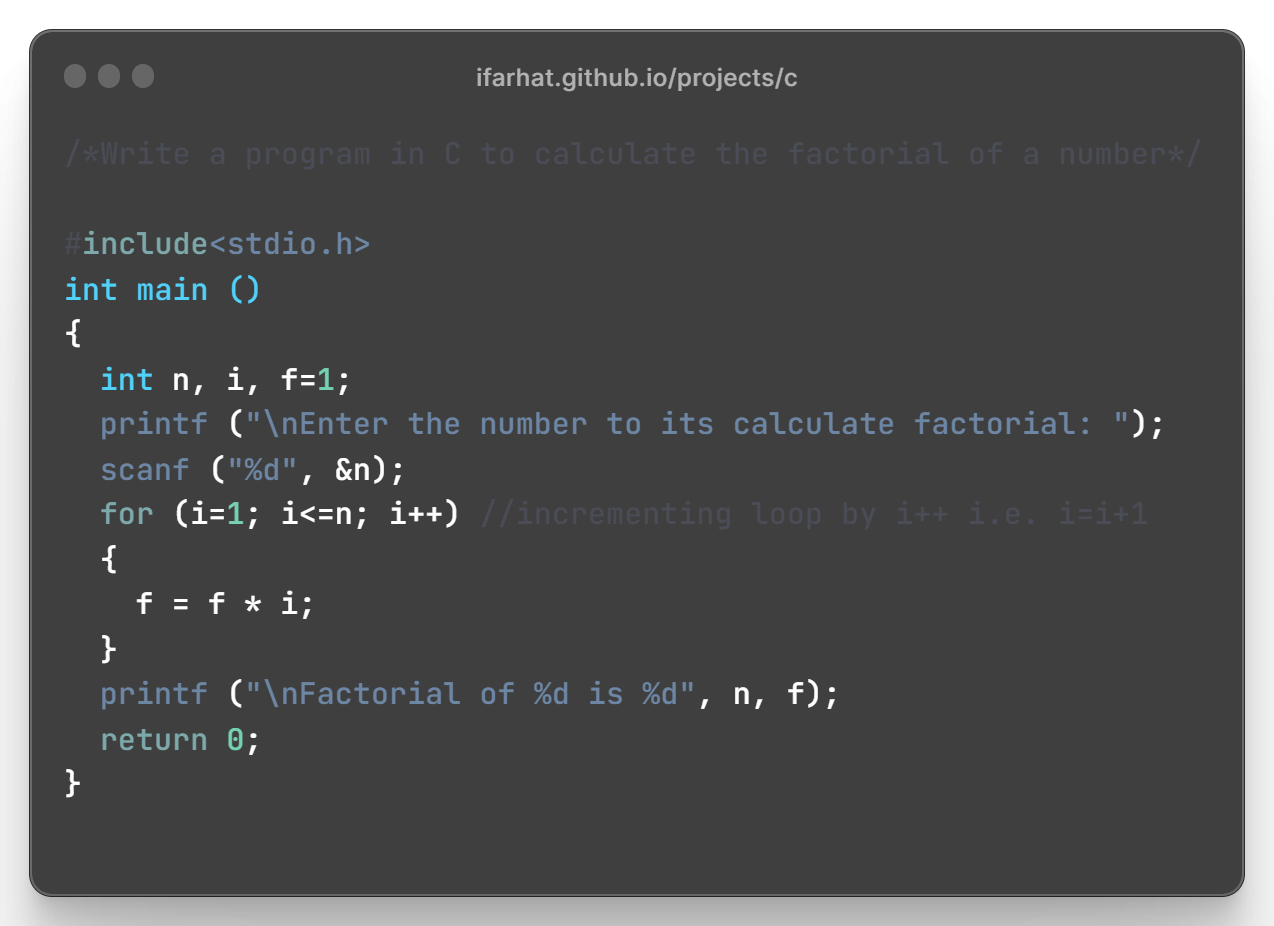 ifarhat.github.io/projects/c
/*Write a program in C to calculate the factorial of a number*/
#include<stdio.h>
int main ()
{
  int n, i, f=1;
  printf ("\nEnter the number to its calculate factorial: ");
  scanf ("%d", &n);
  for (i=1; i<=n; i++) //incrementing loop by i++ i.e. i=i+1
  {
    f = f * i;
  }
  printf ("\nFactorial of %d is %d", n, f);
  return 0;
}